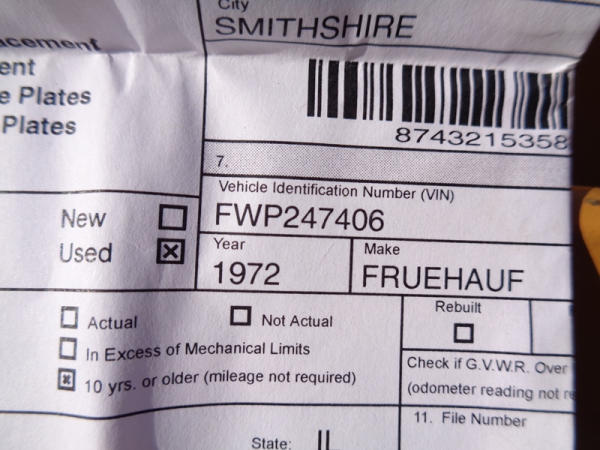 City
SMITHSHIRE
acement
ent
e Plates
Plates
8743215358
7.
Vehicle Identification Number (VIN)
New
FWP247406
Used
Year
Make
1972
FRUEHAUF
Actual
Not Actual
Rebuilt
In Excess of Mechanical Limits
10 yrs. or older (mileage not required)
Check if G.V.W.R. Over
(odometer reading not re
11. File Number
State: